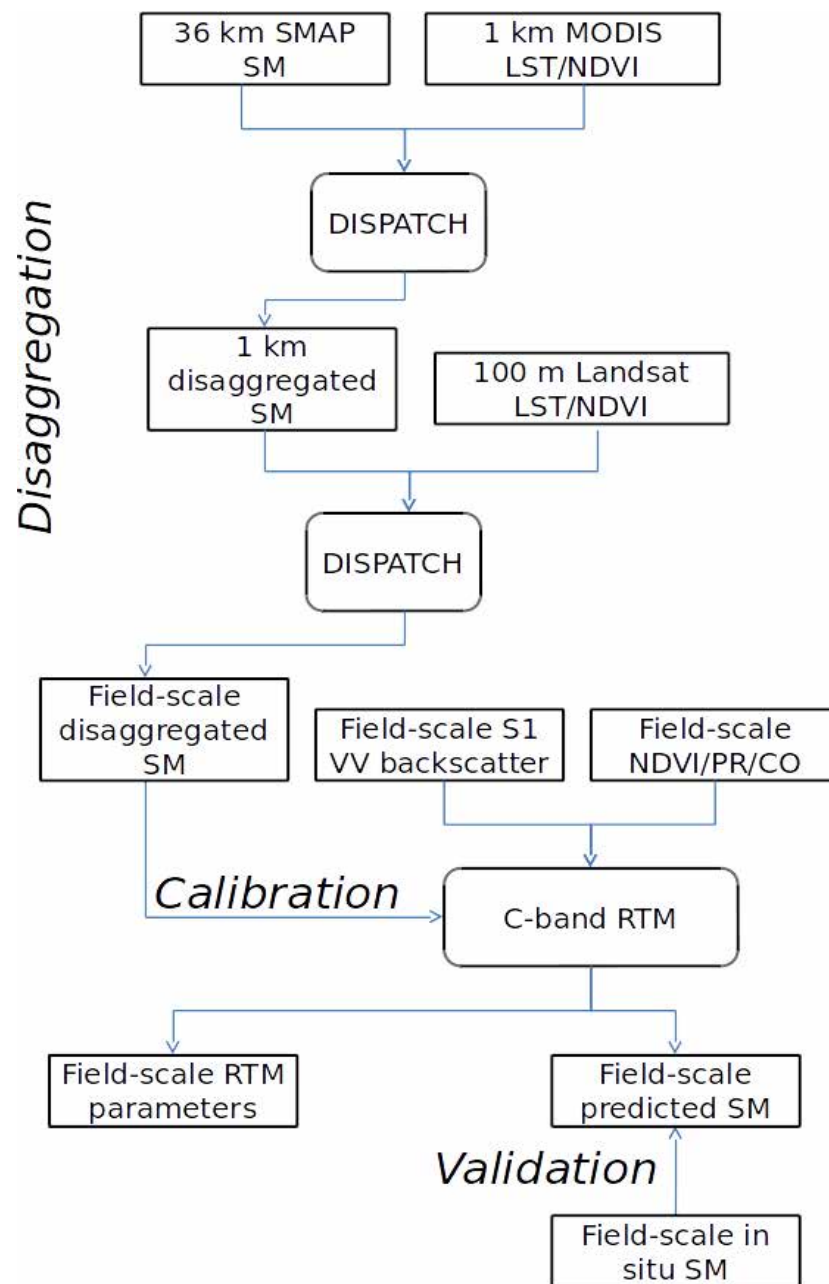 36 km SMAP
SM
1 km MODIS
LST/NDVI
Disaggregation
DISPATCH
1 km
disaggregated
SM
100 m Landsat
LST/NDVI
DISPATCH
Field-scale
disaggregated
SM
Field-scale S1
VV backscatter
Field-scale
NDVI/PR/CO
Calibration
C-band RTM
Field-scale RTM
parameters
Field-scale
predicted SM
Validation
Field-scale in
situ SM